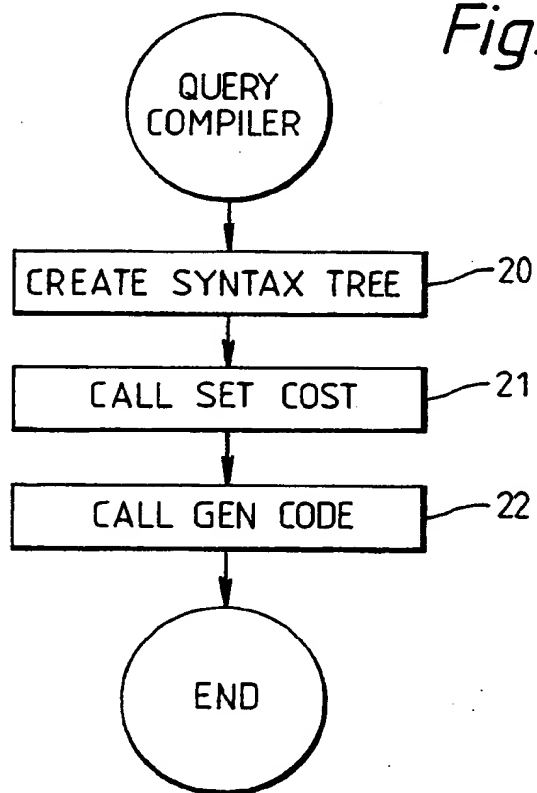 Fig.
QUERY
COMPILER
CREATE SYNTAX TREE
20
CALL SET COST
21
CALL GEN CODE
22
END